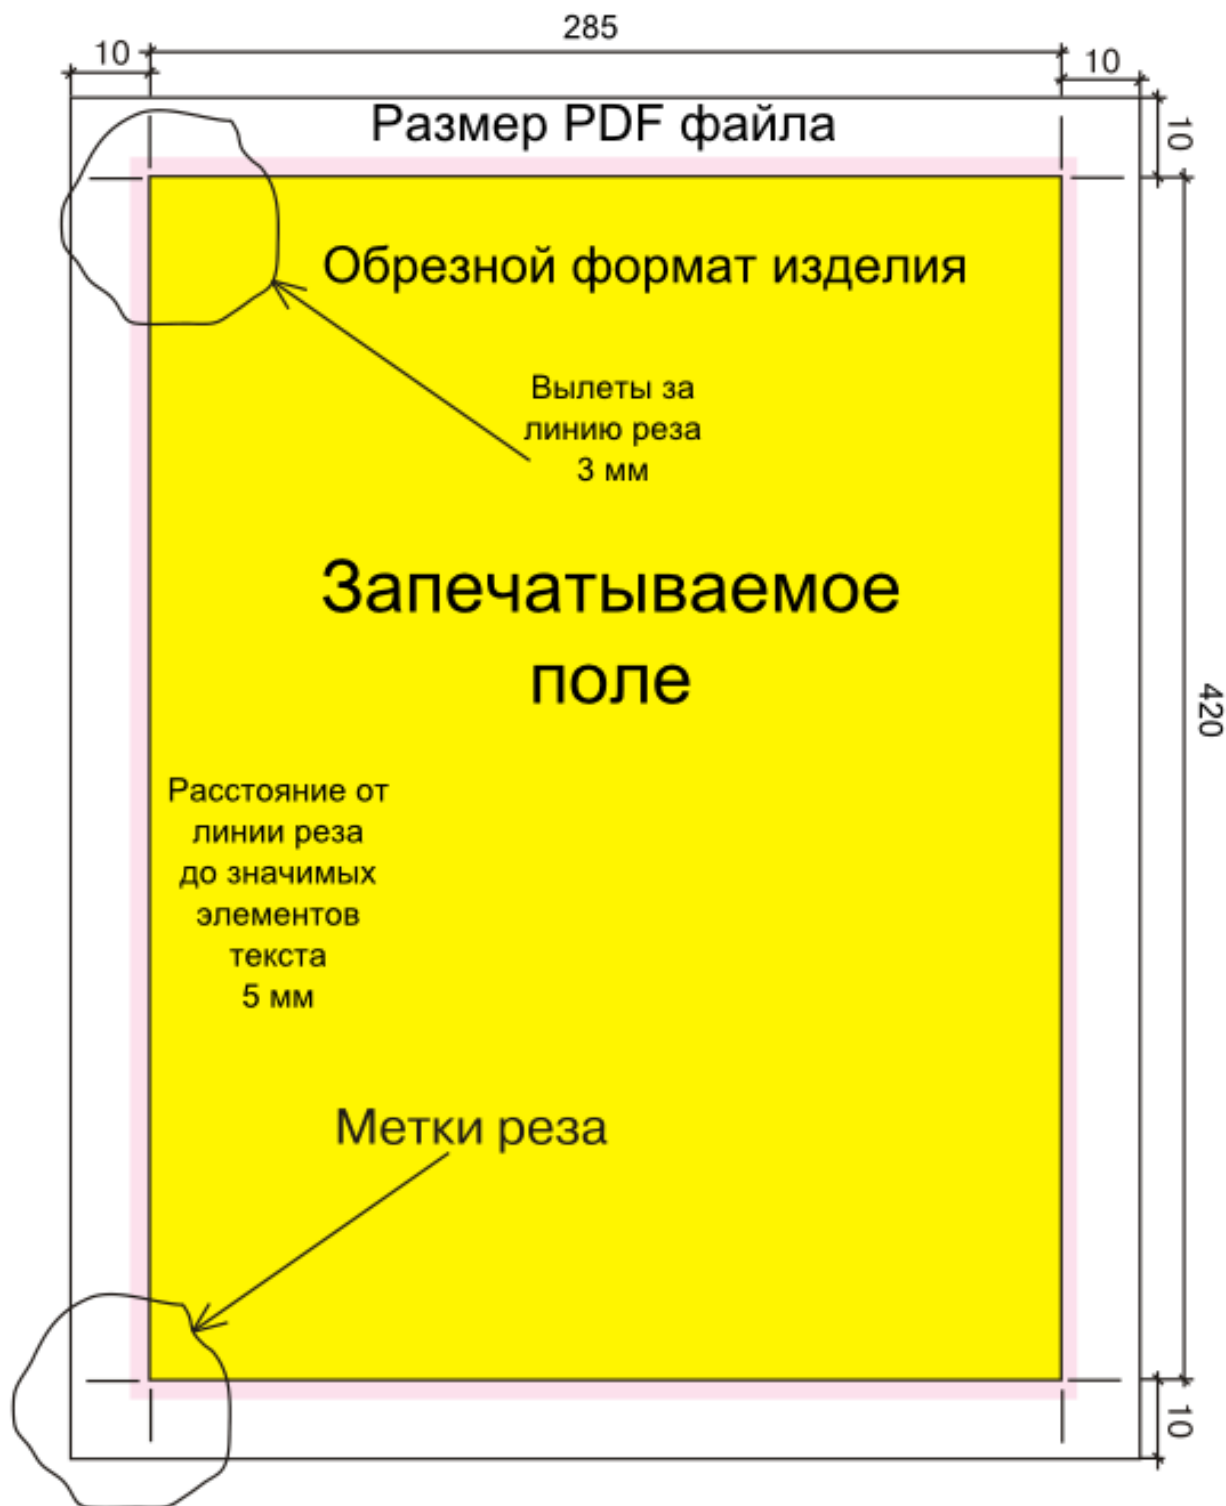 285
10
10
Размер PDF файла
10
Обрезной формат изделия
Вылеты за
линию реза
3 мм
Запечатываемое
поле
420
Расстояние от
линии реза
до значимых
элементов
текста
5 мм
Метки реза
10